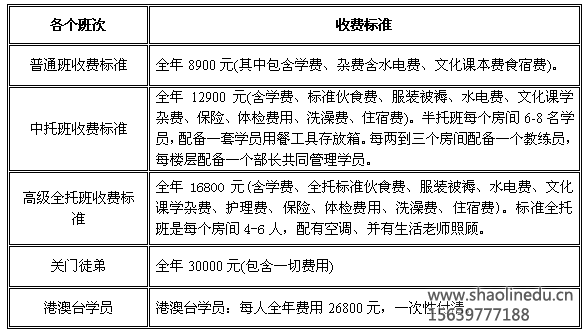 各个班次
收费标准
普通班收费标准
全年 8900 元(其中包含学费、杂费含水电费、文化课本费食宿费)。
中托班收费标准
全年 12900 元(含学费、标准伙食费、服装被褥、水电费、文化课学
杂费、保险、体检费用、洗澡费、住宿费)。半托班每个房间 6-8 名学
员,配备一套学员用餐工具存放箱。每两到三个房间配备一个教练员,
每楼层配备一个部长共同管理学员。
高级全托班收费标
准
全年 16800 元(含学费、全托标准伙食费、服装被褥、水电费、文化
课学杂费、护理费、保险、体检费用、洗澡费、住宿费)。标准全托
班是每个房间 4-6 人，配有空调、并有生活老师照顾。
关门徒弟
全年 30000 元(包含一切费用)
港澳台学员
港澳台学员：每人全年费用 26800 元，一次性付清
www.shaolinedu.cn
15639777188